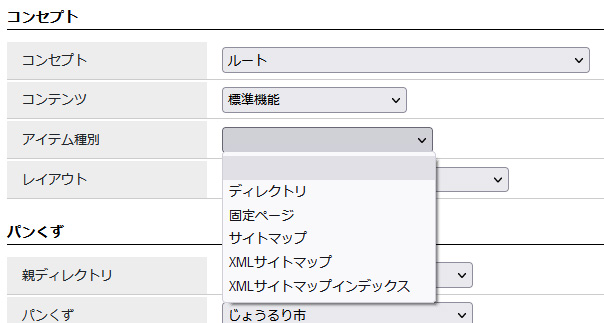 コンセプト
コンセプト ルート
コンテンツ 標準機能
アイテム種別
レイアウト
ディレクトリ
固定ページ
サイトマップ
XMLサイトマップ
XMLサイトマップインデックス
パンくず
親ディレクトリ
パンくず じょうるり市